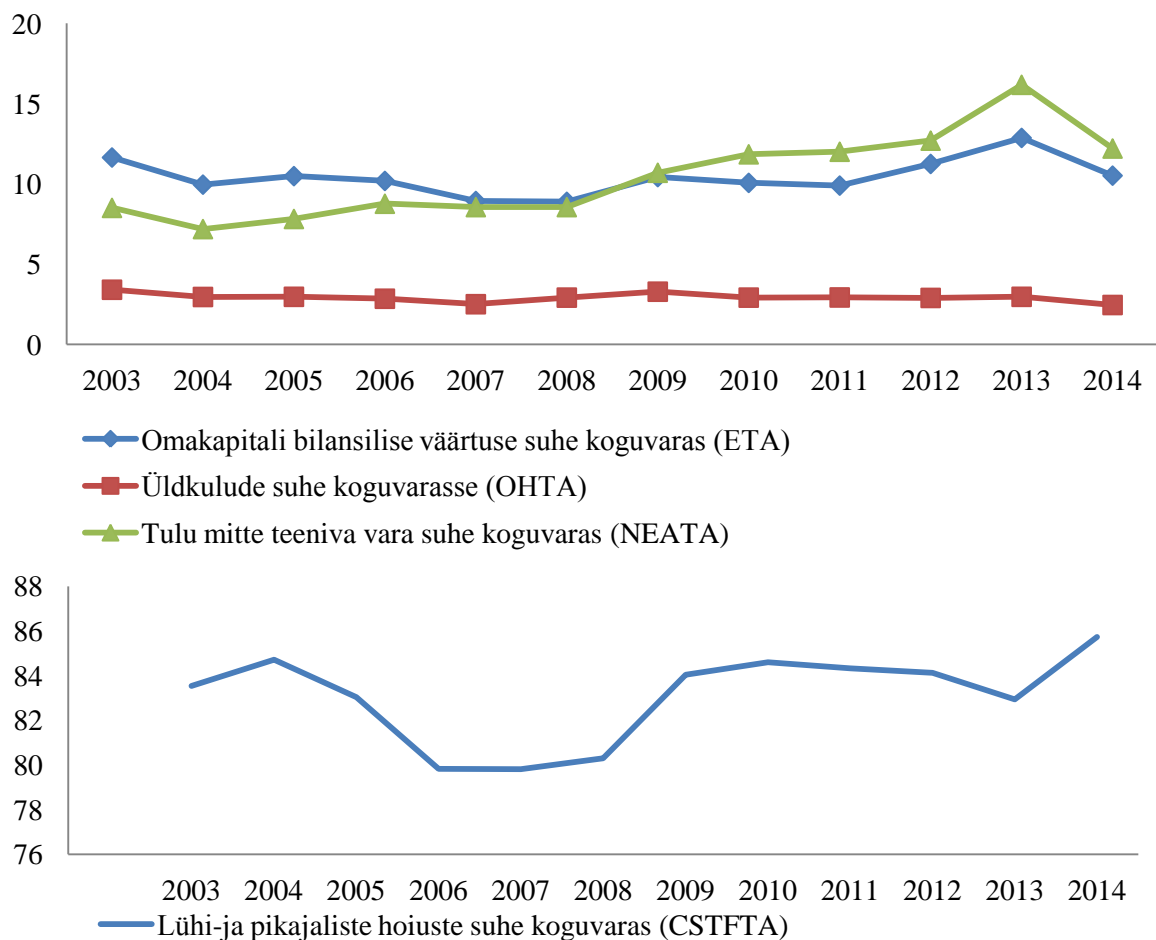 20
15
10
5
0
2003 2004 2005 2006 2007 2008 2009 2010 2011 2012 2013 2014
Omakapitali bilansilise väärtuse suhe koguvaras (ETA)
Üldkulude suhe koguvarasse (OHTA)
Tulu mitte teeniva vara suhe koguvaras (NEATA)
88
86
84
82
80
78
76
2003 2004 2005 2006 2007 2008 2009 2010 2011 2012 2013 2014
Lühi-ja pikajaliste hoiuste suhe koguvaras (CSTFTA)